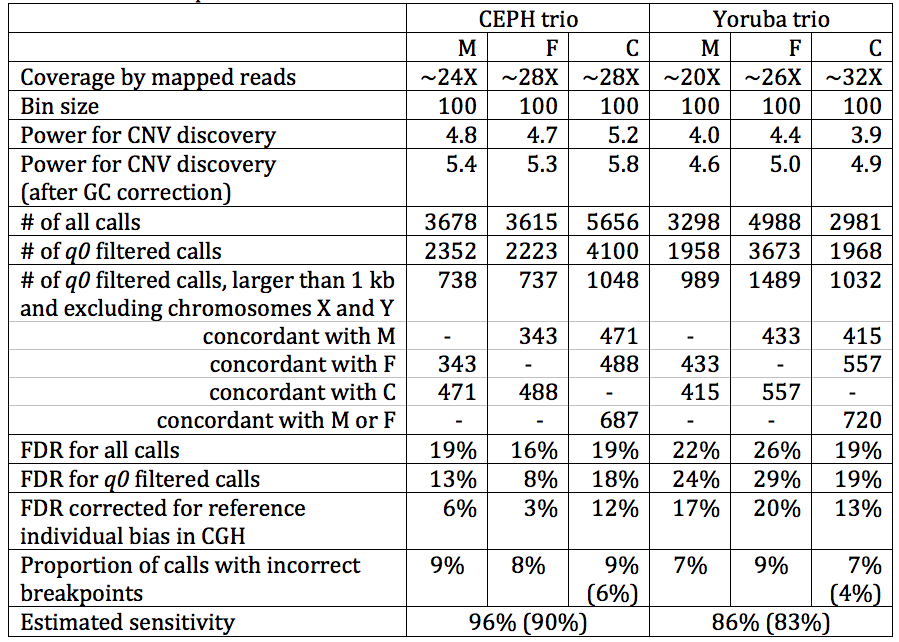 CEPH trio Yoruba trio
M F C M F C
Coverage by mapped reads ~24X ~28X ~28X ~20X ~26X ~32X
Bin size 100 100 100 100 100 100
Power for CNV discovery 4.8 4.7 5.2 4.0 4.4 3.9
Power for CNV discovery 5.4 5.3 5.8 4.6 5.0 4.9
(after GC correction)
# of all calls 3678 3615 5656 3298 4988 2981
# of q0 filtered calls 2352 2223 4100 1958 3673 1968
# of q0 filtered calls, larger than 1 kb 738 737 1048 989 1489 1032
and excluding chromosomes X and Y
concordant with M - 343 471 - 433 415
concordant with F 343 - 488 433 - 557
concordant with C 471 488 - 415 557 -
concordant with M or F - - 687 - - 720
FDR for all calls 19% 16% 19% 22% 26% 19%
FDR for q0 filtered calls 13% 8% 18% 24% 29% 19%
FDR corrected for reference 6% 3% 12% 17% 20% 13%
individual bias in CGH
Proportion of calls with incorrect 9% 8% 9% 7% 9% 7%
breakpoints (6%) (4%)
Estimated sensitivity 96% (90%) 86% (83%)